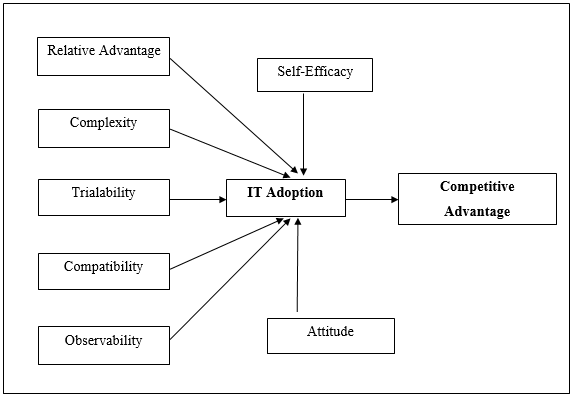 Relative Advantage
Self-Efficacy
Complexity
Trialability
IT Adoption
Competitive
Advantage
Compatibility
Observability
Attitude